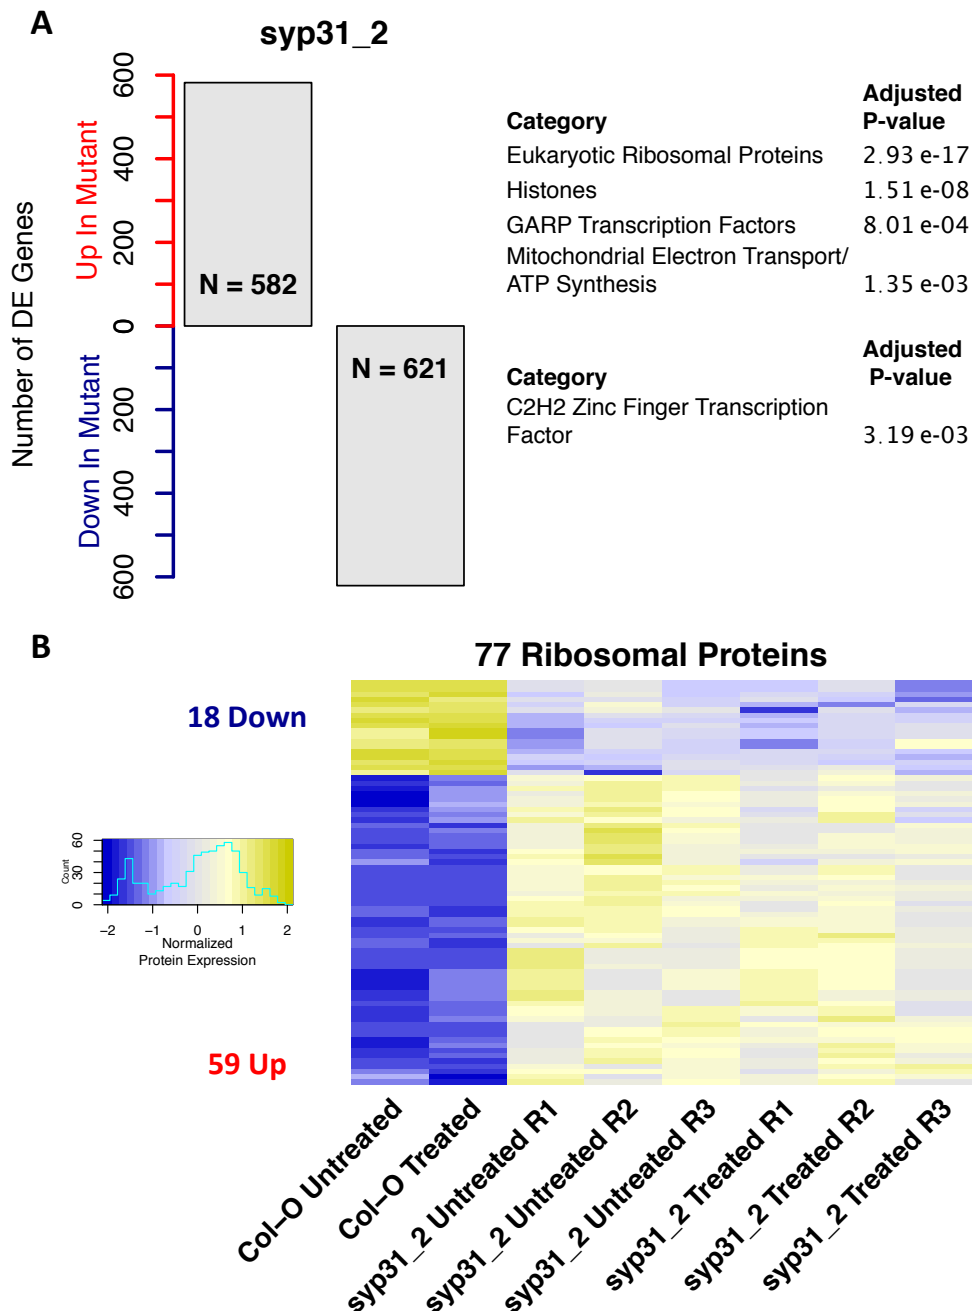 A
syp31_2
Number of DE Genes
Up In Mutant
Down In Mutant
600
400
200
0
200
400
600
N = 582
N = 621
Category
Adjusted
P-value
Eukaryotic Ribosomal Proteins 2.93 e-17
Histones 1.51 e-08
GARP Transcription Factors 8.01 e-04
Mitochondrial Electron Transport/
ATP Synthesis 1.35 e-03
Category
Adjusted
P-value
C2H2 Zinc Finger Transcription
Factor 3.19 e-03
B
77 Ribosomal Proteins
18 Down
59 Up
Count
0 30 60
−2 −1 0 1 2
Normalized
Protein Expression
Col−O Untreated
Col−O Treated
syp31_2 Untreated R1
syp31_2 Untreated R2
syp31_2 Untreated R3
syp31_2 Treated R1
syp31_2 Treated R2
syp31_2 Treated R3